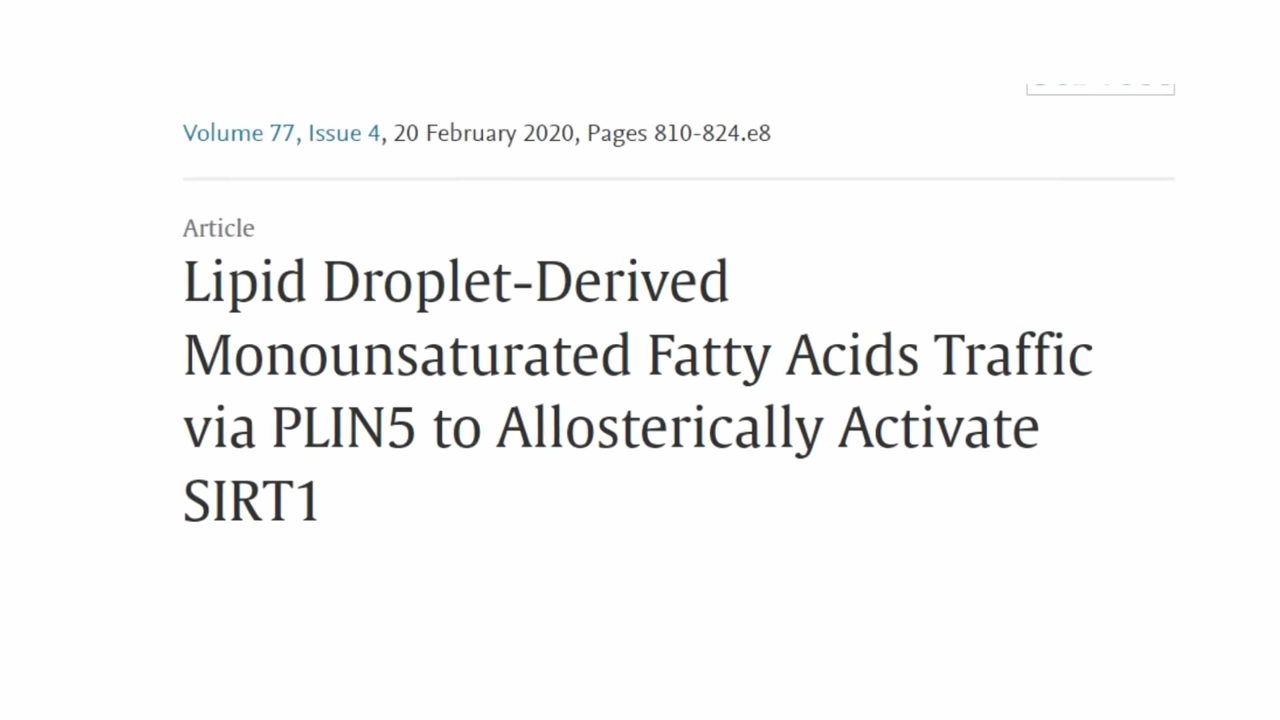 Volume 77, Issue 4, 20 February 2020, Pages 810-824.e8
Article
Lipid Droplet-Derived
Monounsaturated Fatty Acids Traffic
via PLIN5 to Allosterically Activate
SIRT1